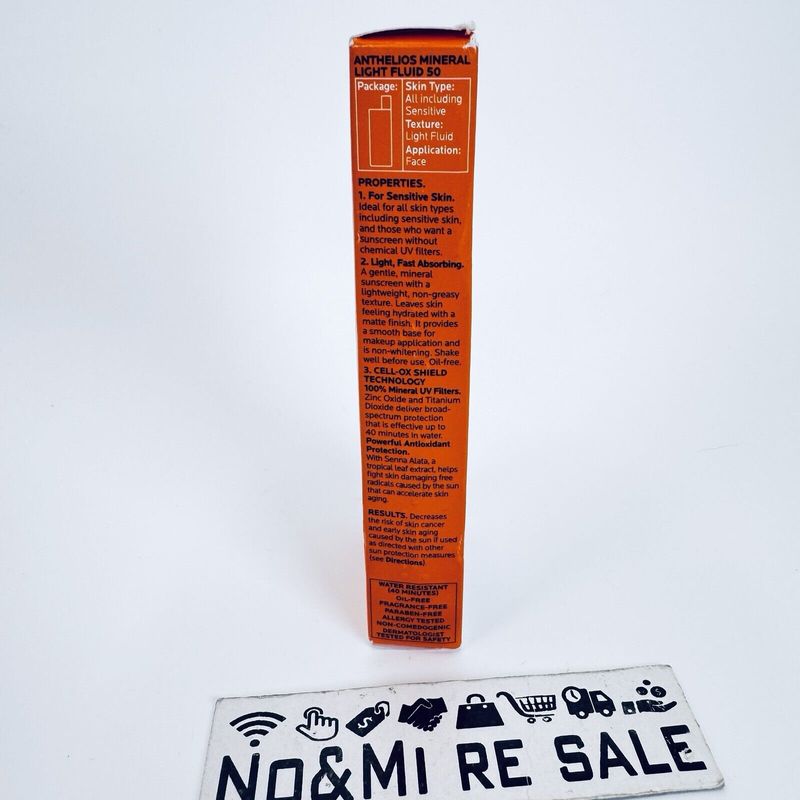 ANTHELIOS MINERAL
LIGHT FLUID 50
Package:
Skin Type:
All including
Sensitive
Texture:
Light Fluid
Application:
Face
PROPERTIES.
1. For Sensitive Skin.
Ideal for all skin types
including sensitive skin,
and those who want a
sunscreen without
chemical UV filters.
2. Light, Fast Absorbing.
A gentle, mineral
sunscreen with a
lightweight, non-greasy
texture. Leaves skin
feeling hydrated with a
matte finish. It provides
a smooth base for
makeup application and
is non-whitening. Shake
well before use. Oil-free.
3. CELL-OX SHIELD
TECHNOLOGY
100% Mineral UV Filters.
Zinc Oxide and Titanium
Dioxide deliver broad-
spectrum protection
that is effective up to
40 minutes in water.
Powerful Antioxidant
Protection.
With Senna Alata, a
tropical leaf extract, helps
fight skin damaging free
radicals caused by the sun
that can accelerate skin
aging.
RESULTS. Decreases
the risk of skin cancer
and early skin aging
caused by the sun if used
as directed with other
sun protection measures
(see Directions)
WATER RESISTANT
(40 MINUTES)
OIL-FREE
FRAGRANCE-FREE
PARABEN-FREE
ALLERGY TESTED
NON-COMEDOGENIC
DERMATOLOGIST
TESTED FOR SAFETY
NO&MI RE SALE